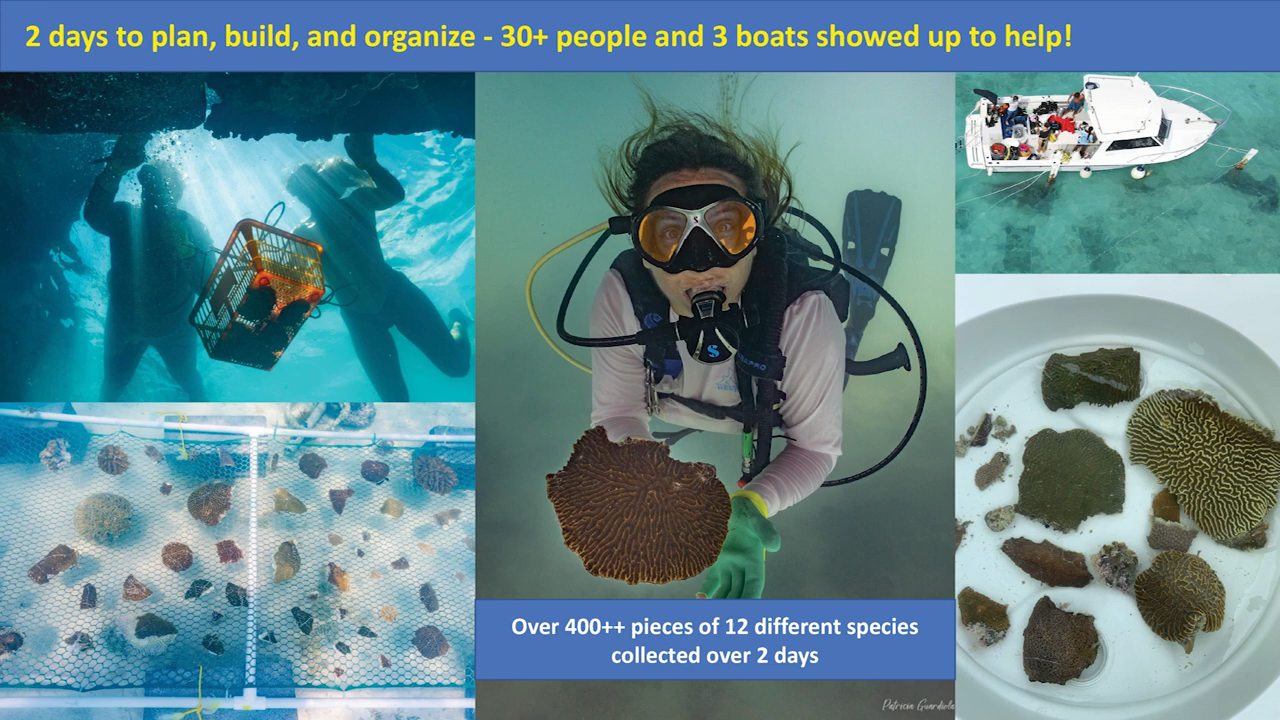 2 days to plan, build, and organize - 30+ people and 3 boats showed up to help!
Over 400++ pieces of 12 different species
collected over 2 days
Patricia Guardiola